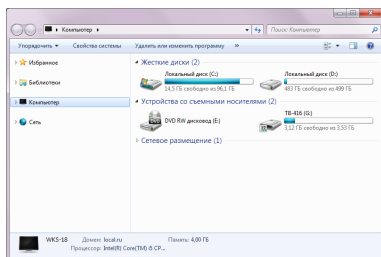 Компьютер
Поиск: Компьютер
Упорядочить Свойства системы Удалить или изменить программу »
Избранное
Библиотеки
Компьютер
Сеть
Жесткие диски (2)
Локальный диск (C:)
14,5 ГБ свободно из 96,1 ГБ
Локальный диск (D:)
483 ГБ свободно из 499 ГБ
Устройства со съемными носителями (2)
DVD RW дисковод (E:)
TB-416 (G:)
3,12 ГБ свободно из 3,53 ГБ
Сетевое размещение (1)
WKS-18 Домен: local.ru Память: 4,00 ГБ
Процессор: Intel(R) Core(TM) i5 CP...